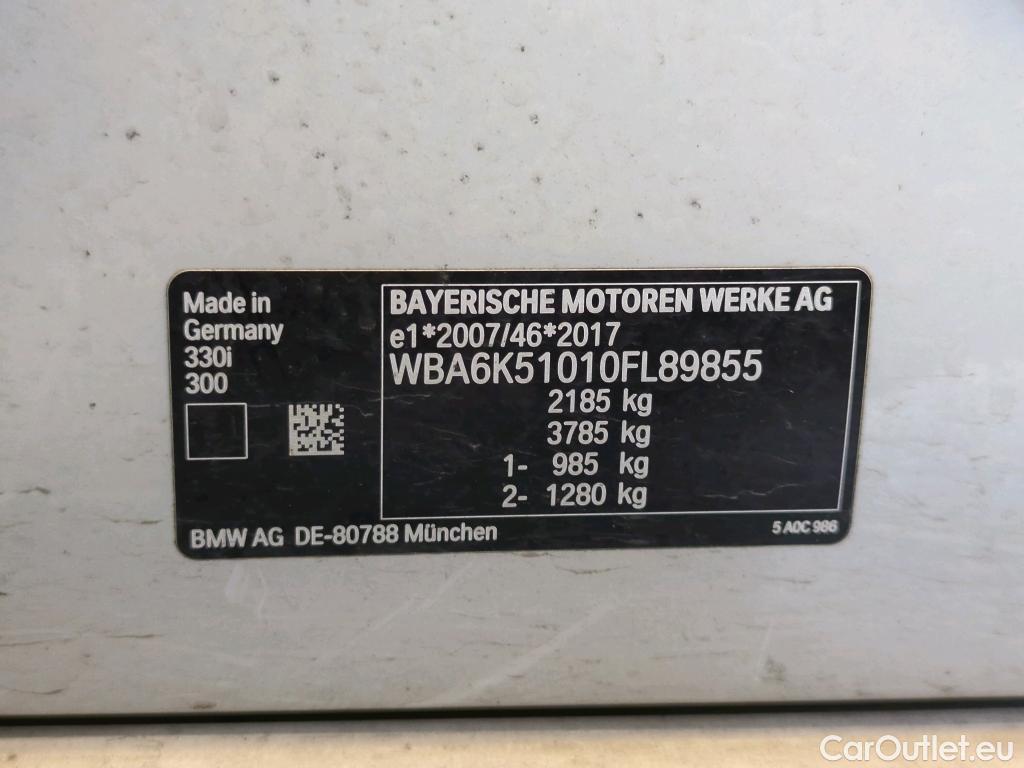 Made in
Germany
330i
300
BAYERISCHE MOTOREN WERKE AG
e1*2007/46*2017
WBA6K51010FL89855
2185 kg
3785 kg
1- 985 kg
2- 1280 kg
BMW AG DE-80788 München
5 A0C 986
CarOutlet.eu